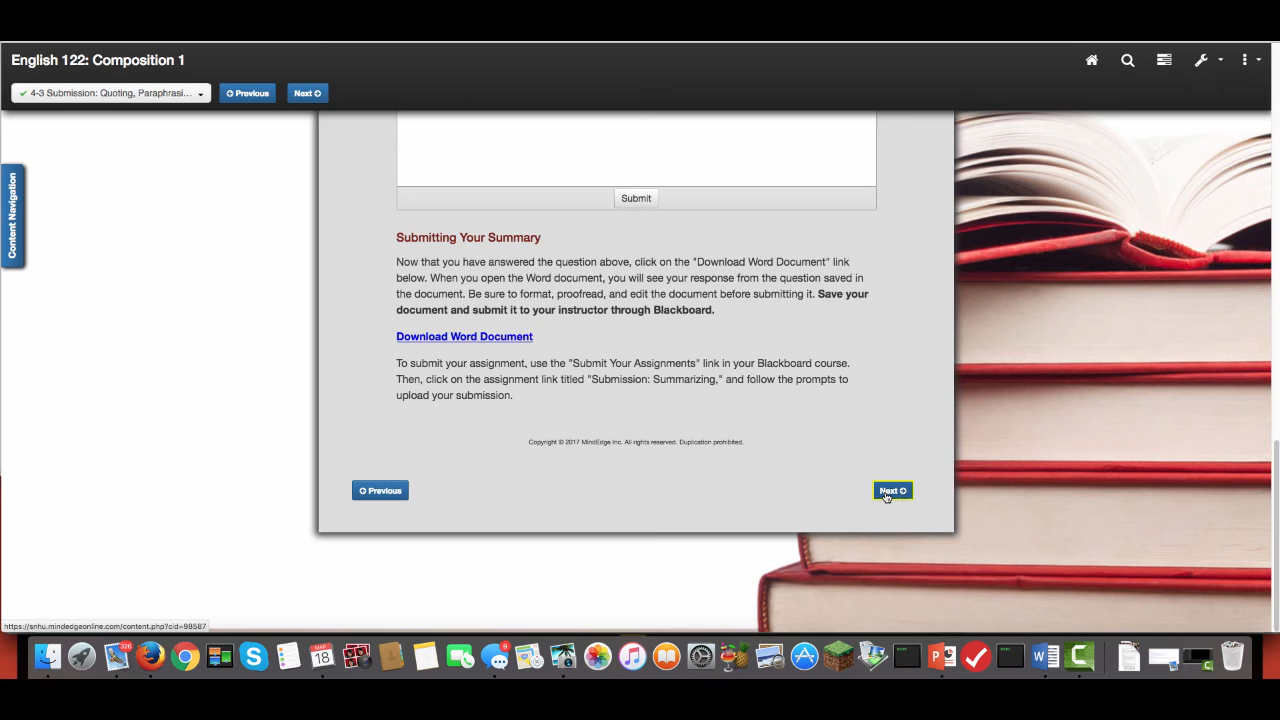 English 122: Composition 1
4-3 Submission: Quoting, Paraphrasi...
Previous
Next
Content Navigation
Submit
Submitting Your Summary
Now that you have answered the question above, click on the "Download Word Document" link
below. When you open the Word document, you will see your response from the question saved in
the document. Be sure to format, proofread, and edit the document before submitting it. Save your
document and submit it to your instructor through Blackboard.
Download Word Document
To submit your assignment, use the "Submit Your Assignments" link in your Blackboard course.
Then, click on the assignment link titled "Submission: Summarizing," and follow the prompts to
upload your submission.
Copyright © 2017 MindEdge Inc. All rights reserved. Duplication prohibited.
Previous
Next
https://snhu.mindedgeonline.com/content.php?cid=98587
326
MAR
18
9